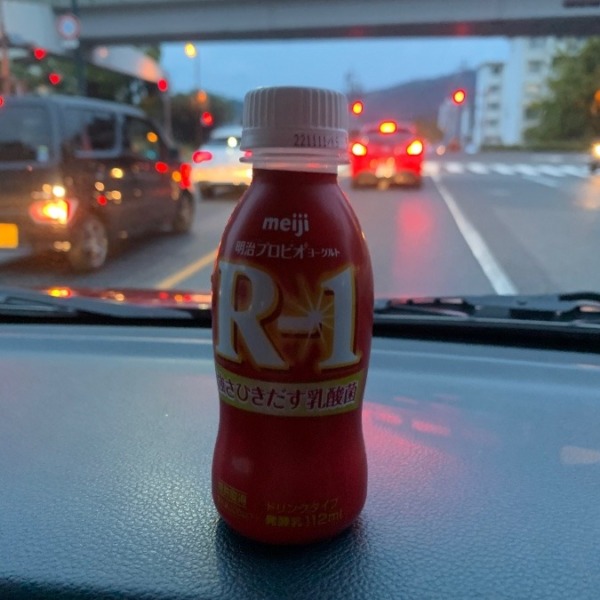 221111
meiji
明治プロビオヨーグルト
R-1
強さひきだす乳酸菌
ドリンクタイプ
発酵乳 112ml